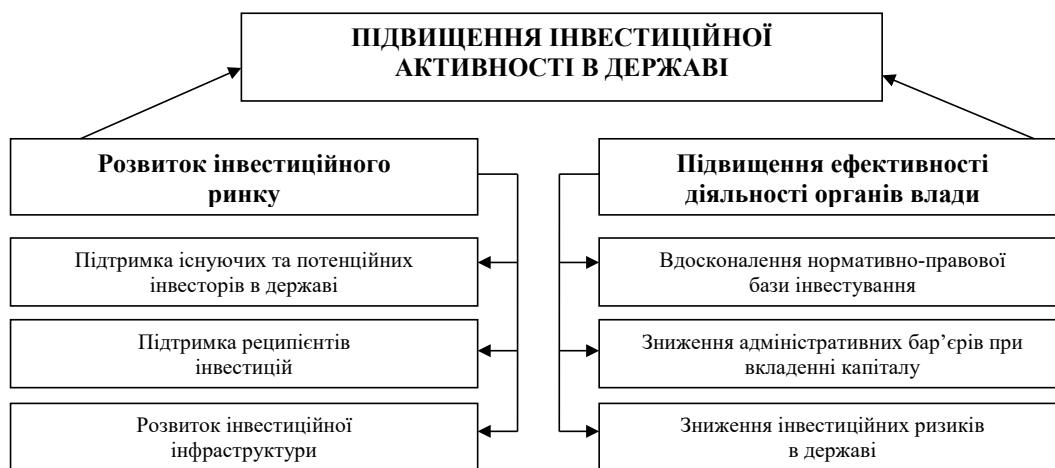 ПІДВИЩЕННЯ ІНВЕСТИЦІЙНОЇ
АКТИВНОСТІ В ДЕРЖАВІ
Розвиток інвестиційного
ринку
Підтримка існуючих та потенційних
інвесторів в державі
Підтримка реципієнтів
інвестицій
Розвиток інвестиційної
інфраструктури
Підвищення ефективності
діяльності органів влади
Вдосконалення нормативно-правової
бази інвестування
Зниження адміністративних бар’єрів при
вкладенні капіталу
Зниження інвестиційних ризиків
в державі